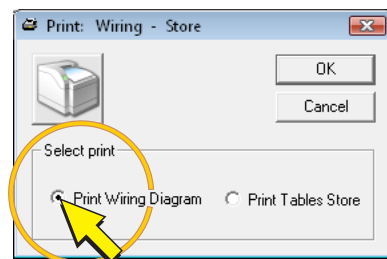 Print: Wiring - Store
OK
Cancel
Select print
Print Wiring Diagram Print Tables Store